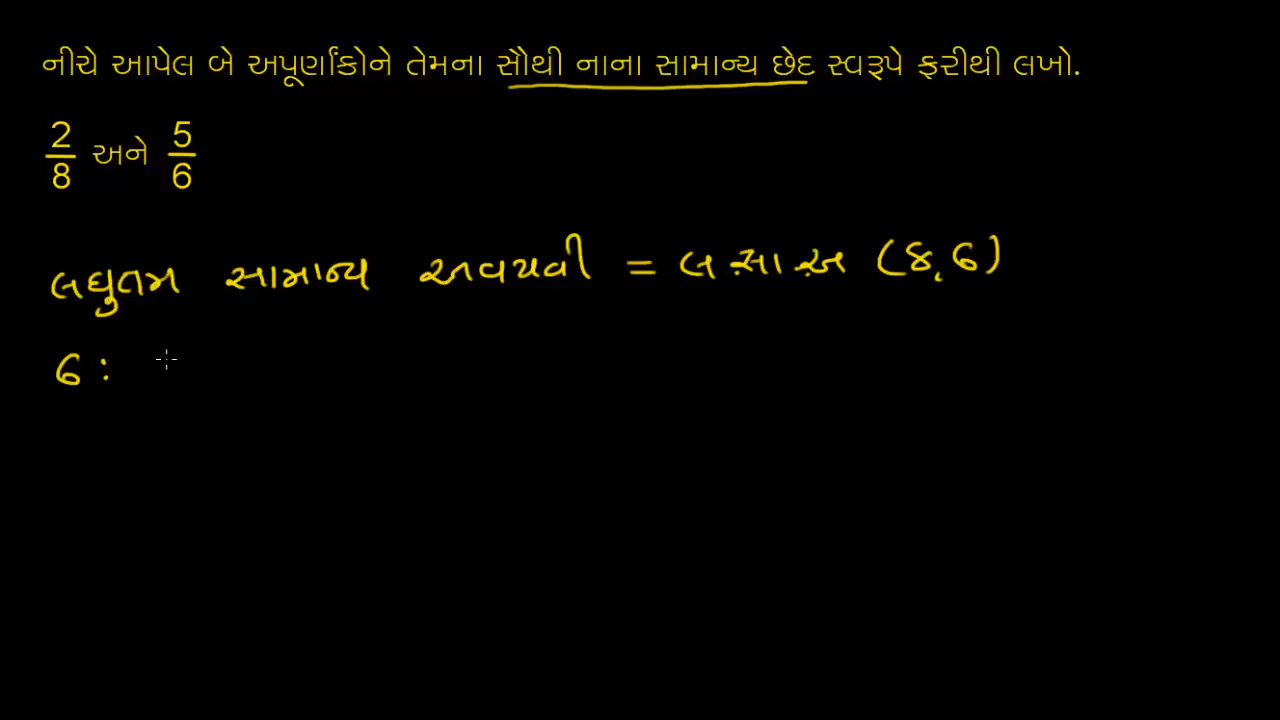 નીચે આપેલ બે અપૂર્ણાંકોને તેમના સૌથી નાના સામાન્ય છેદ સ્વરૂપે ફરીથી લખો.
2/8 અને 5/6
લઘુતમ સામાન્ય અવયવી = લ.સા.અ (8, 6)
6 :